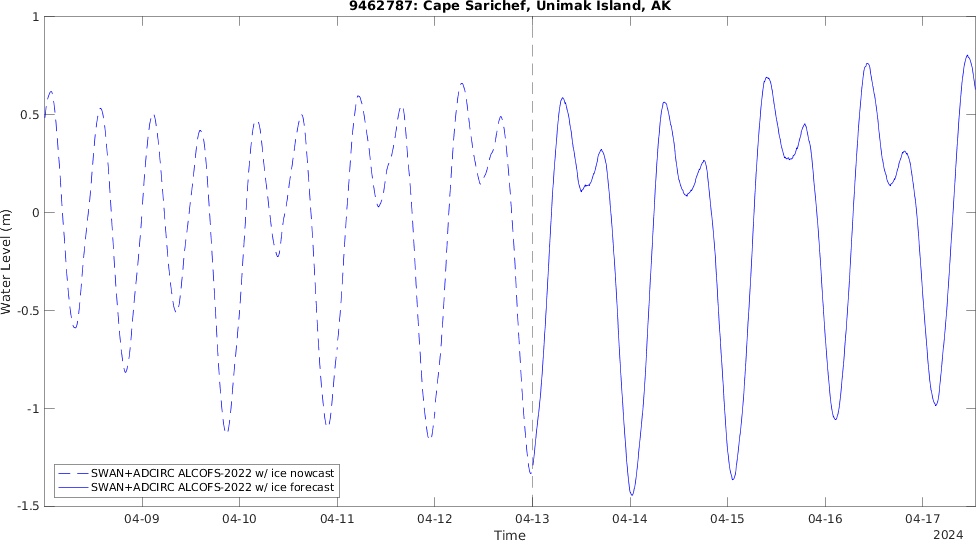 9462787: Cape Sarichef, Unimak Island, AK
Water Level (m)
1
0.5
0
-0.5
-1
-1.5
SWAN+ADCIRC ALCOFS-2022 w/ ice nowcast
SWAN+ADCIRC ALCOFS-2022 w/ ice forecast
04-09 04-10 04-11 04-12 04-13 04-14 04-15 04-16 04-17
Time
2024